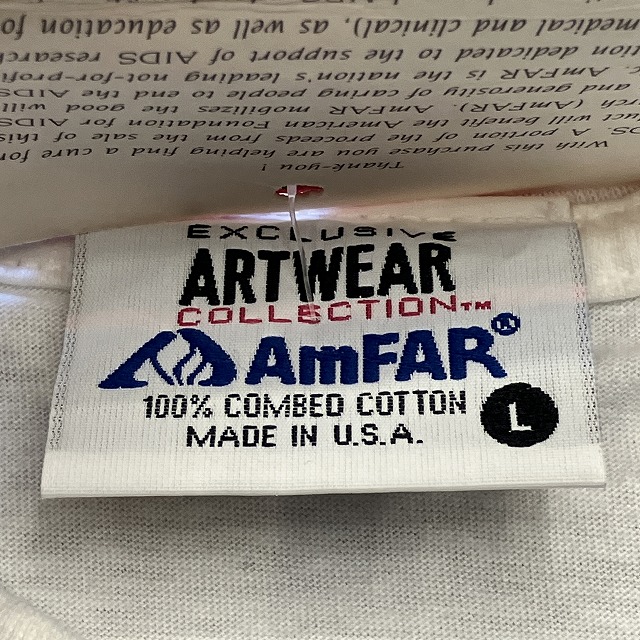 Thank-you !
With this purchase you are helping find a cure for
DS. A portion of the proceeds from the sale of this
duct will benefit the American Foundation for AIDS
rch (AmFAR). AmFAR mobilizes the good will
and generosity of caring people to end the AIDS
c. AmFAR is the nation's leading not-for-profi
tion dedicated to the support of AIDS research
medical and clinical), as well as education fo
EXCLUSIVE
ARTWEAR
COLLECTION™
AmFAR®
100% COMBED COTTON
MADE IN U.S.A.
L